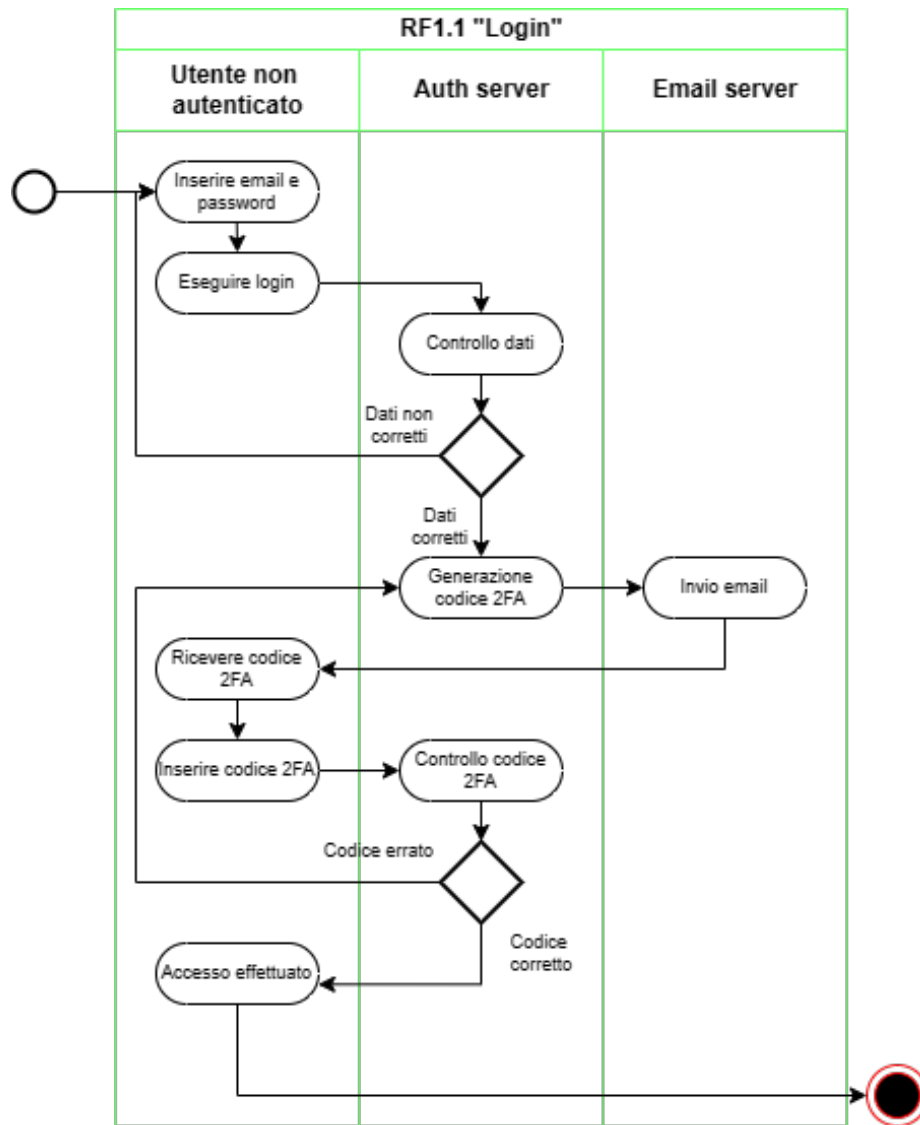 RF1.1 "Login"
Utente non
autenticato
Auth server
Email server
Inserire email e
password
Eseguire login
Controllo dati
Dati non
corretti
Dati
corretti
Generazione
codice 2FA
Invio email
Ricevere codice
2FA
Inserire codice 2FA
Controllo codice
2FA
Codice errato
Codice
corretto
Accesso effettuato